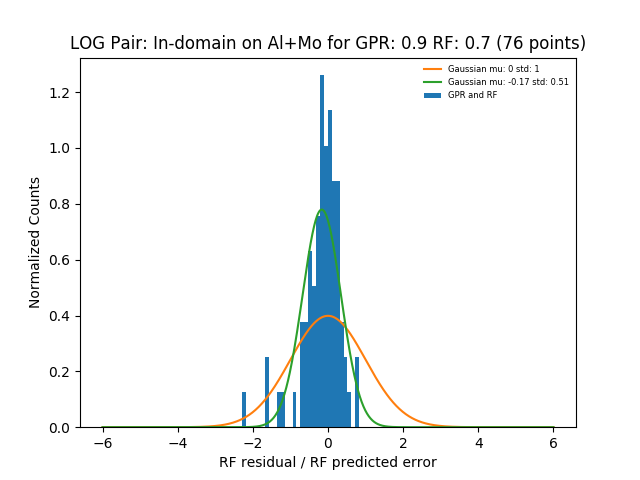 LOG Pair: In-domain on Al+Mo for GPR: 0.9 RF: 0.7 (76 points)
Gaussian mu: 0 std: 1
Gaussian mu: -0.17 std: 0.51
GPR and RF
Normalized Counts
1.2
1.0
0.8
0.6
0.4
0.2
0.0
−6 −4 −2 0 2 4 6
RF residual / RF predicted error